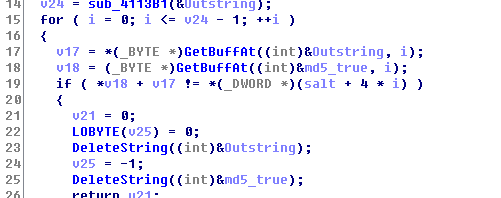 14 v24 = sub_4113B1(&Outstring);
15 for ( i = 0; i <= v24 - 1; ++i )
16 {
17 v17 = *(_BYTE *)GetBuffAt((int)&Outstring, i);
18 v18 = (_BYTE *)GetBuffAt((int)&md5_true, i);
19 if ( *v18 + v17 != *(_DWORD *)(salt + 4 * i) )
20 {
21 v21 = 0;
22 LOBYTE(v25) = 0;
23 DeleteString((int)&Outstring);
24 v25 = -1;
25 DeleteString((int)&md5_true);
26 return v21;